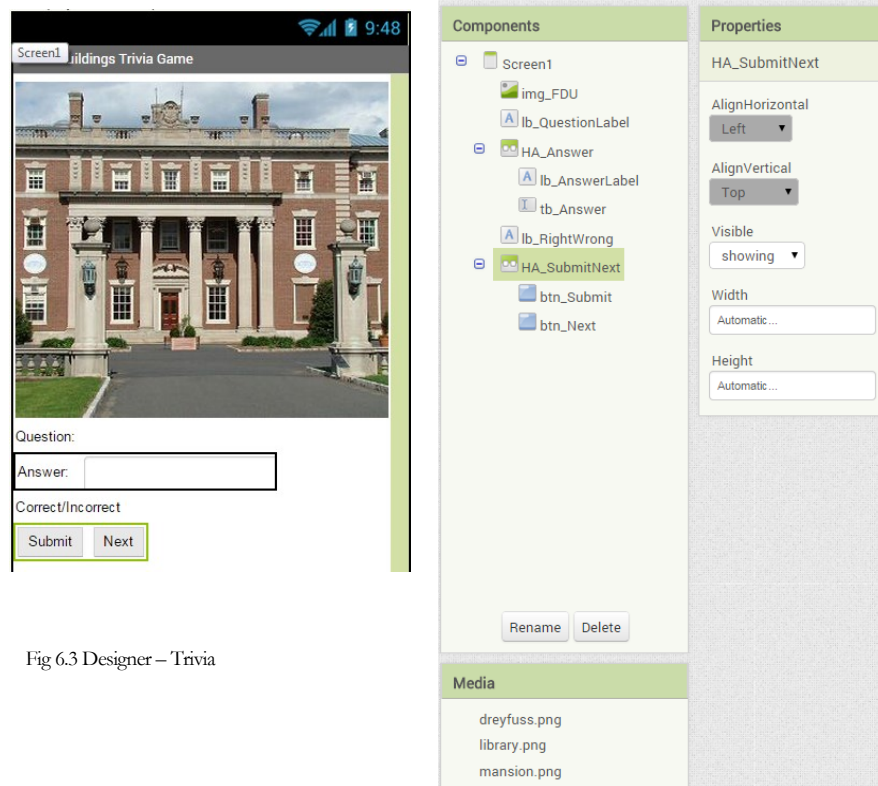 9:48
Screen1
ildings Trivia Game
Question:
Answer:
Correct/Incorrect
Submit Next
Fig 6.3 Designer – Trivia
Components
Screen1
img_FDU
lb_QuestionLabel
HA_Answer
lb_AnswerLabel
tb_Answer
lb_RightWrong
HA_SubmitNext
btn_Submit
btn_Next
Rename Delete
Media
dreyfuss.png
library.png
mansion.png
Properties
HA_SubmitNext
AlignHorizontal
Left
AlignVertical
Top
Visible
showing
Width
Automatic...
Height
Automatic...